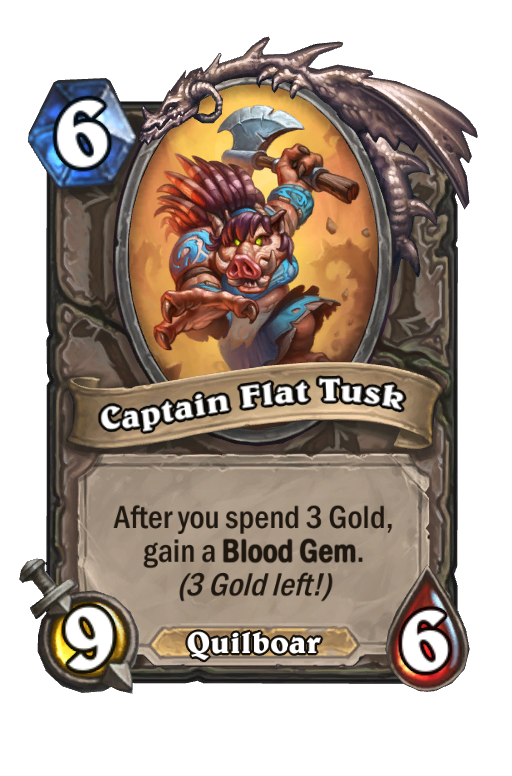 6
Captain Flat Tusk
After you spend 3 Gold,
gain a Blood Gem.
(3 Gold left!)
9
Quilboar
6